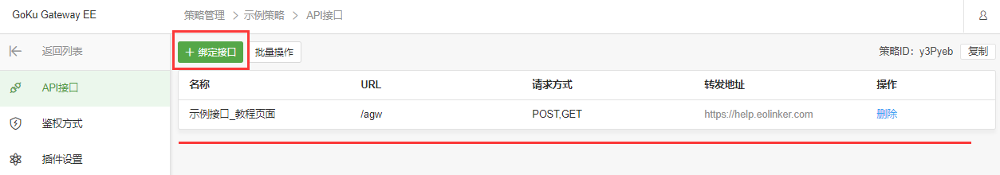 GoKu Gateway EE
策略管理 > 示例策略 > API接口
返回列表
+ 绑定接口 批量操作
策略ID：y3Pyeb 复制
API接口
鉴权方式
插件设置
名称 URL 请求方式 转发地址 操作
示例接口_教程页面 /agw POST,GET https://help.eolinker.com 删除